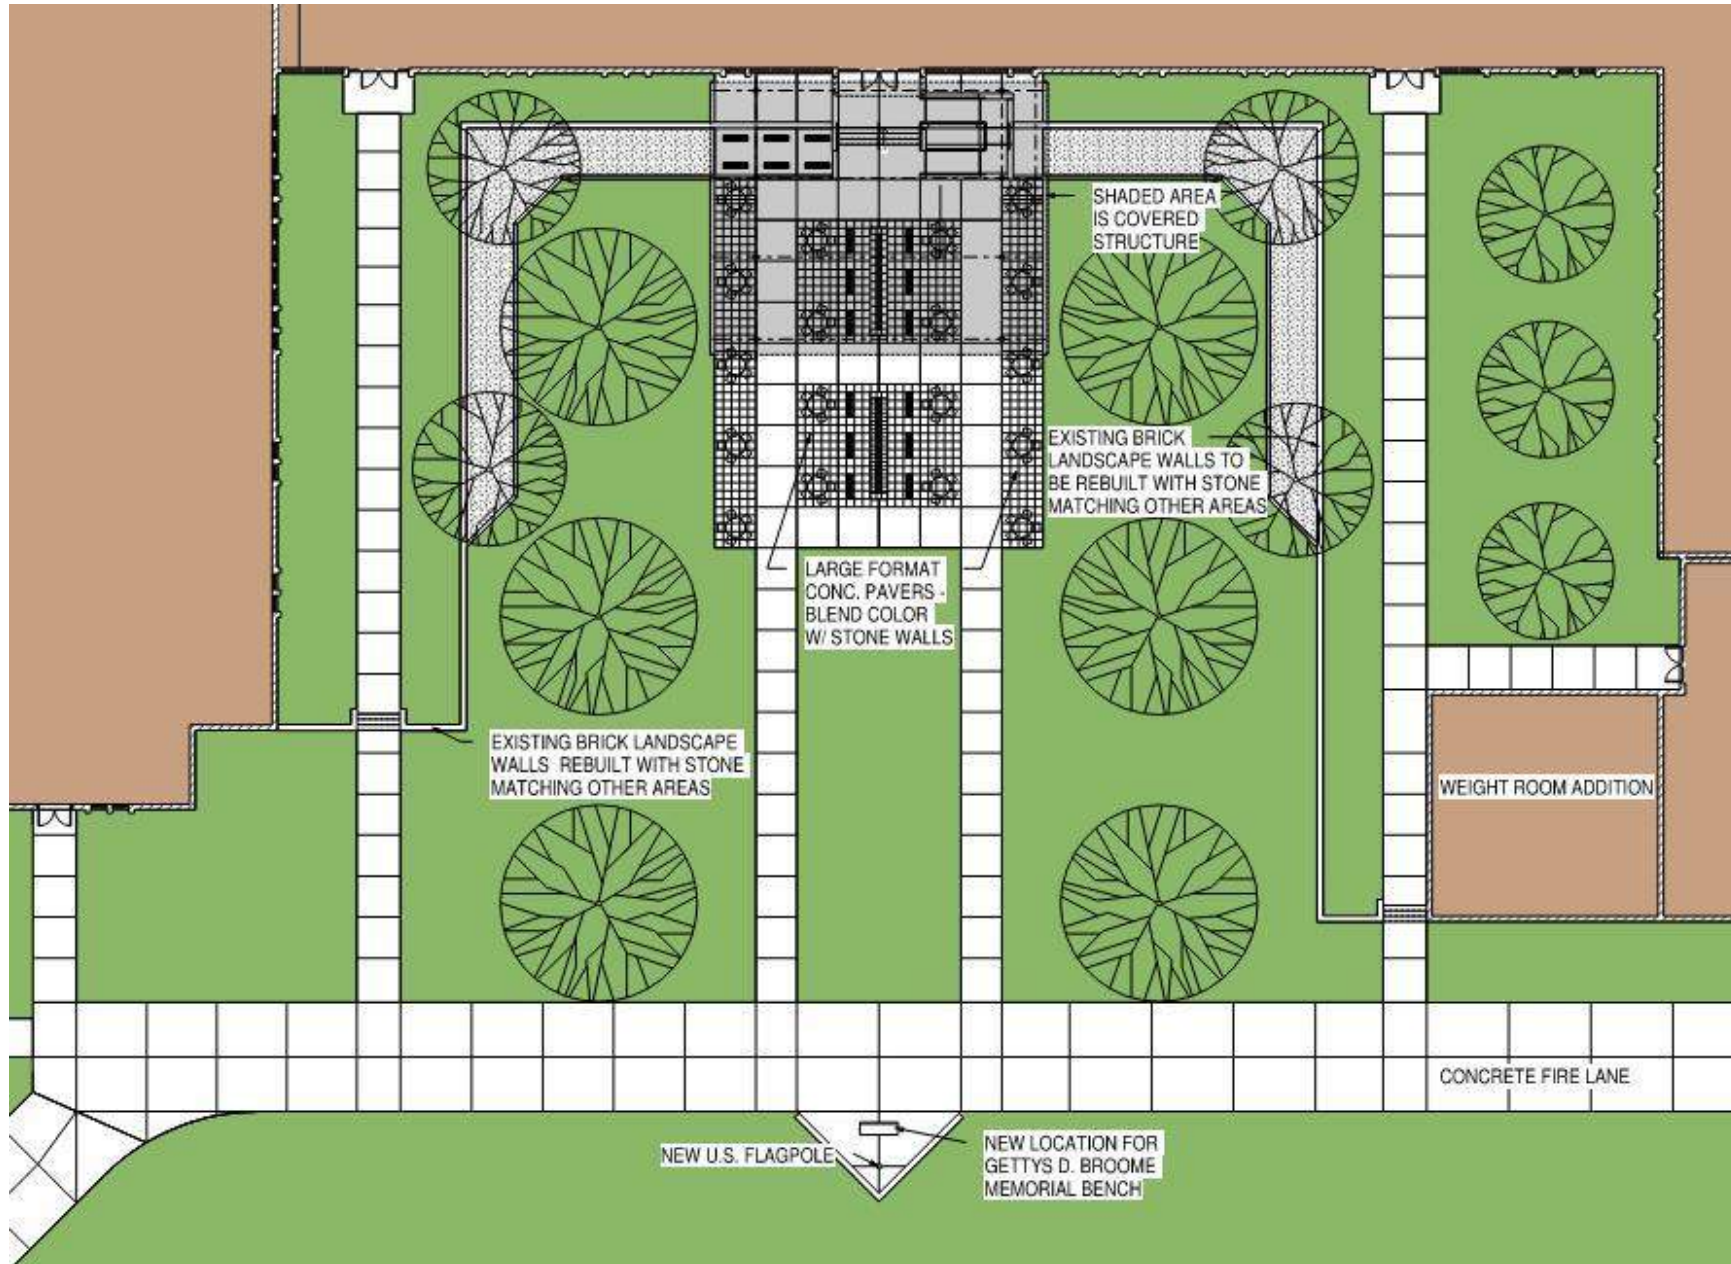 SHADED AREA
IS COVERED
STRUCTURE
EXISTING BRICK
LANDSCAPE WALLS TO
BE REBUILT WITH STONE
MATCHING OTHER AREAS
LARGE FORMAT
CONC. PAVERS -
BLEND COLOR
W/ STONE WALLS
EXISTING BRICK LANDSCAPE
WALLS REBUILT WITH STONE
MATCHING OTHER AREAS
WEIGHT ROOM ADDITION
CONCRETE FIRE LANE
NEW U.S. FLAGPOLE
NEW LOCATION FOR
GETTYS D. BROOME
MEMORIAL BENCH